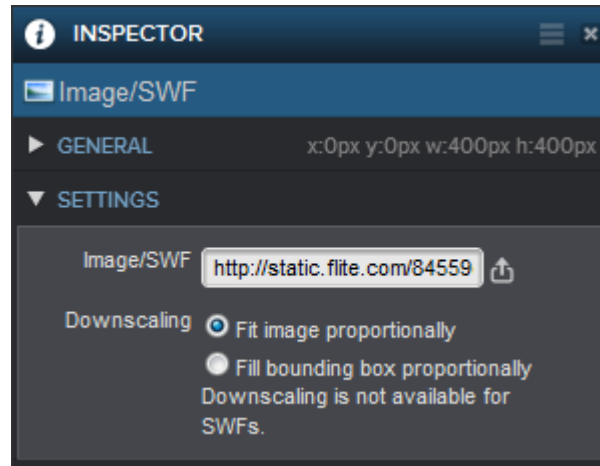 INSPECTOR
Image/SWF
GENERAL x:0px y:0px w:400px h:400px
SETTINGS
Image/SWF http://static.flite.com/84559
Downscaling Fit image proportionally
Fill bounding box proportionally
Downscaling is not available for
SWFs.